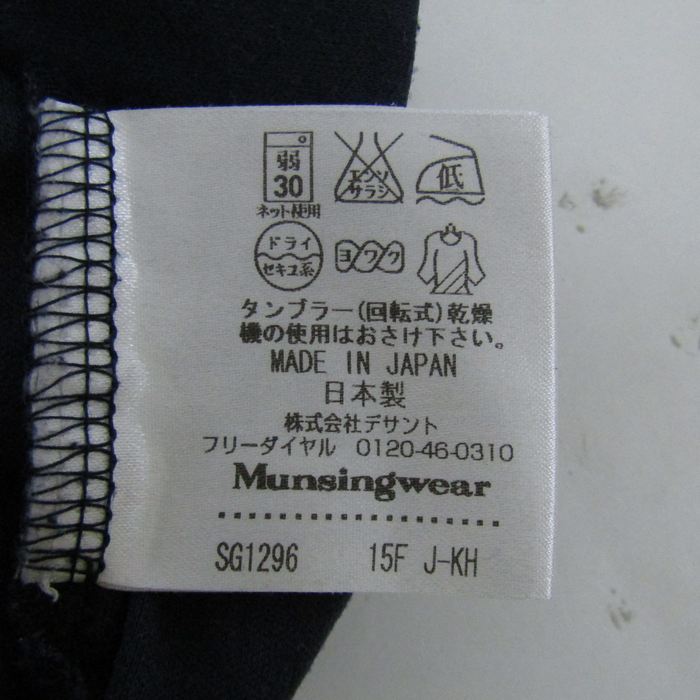 弱
30
ネット使用
エンソ
サラシ
低
ドライ
セキユ系
ヨワク
タンブラー(回転式)乾燥
機の使用はおさけ下さい。
MADE IN JAPAN
日本製
株式会社デサント
フリーダイヤル 0120-46-0310
Munsingwear
SG1296 15F J-KH